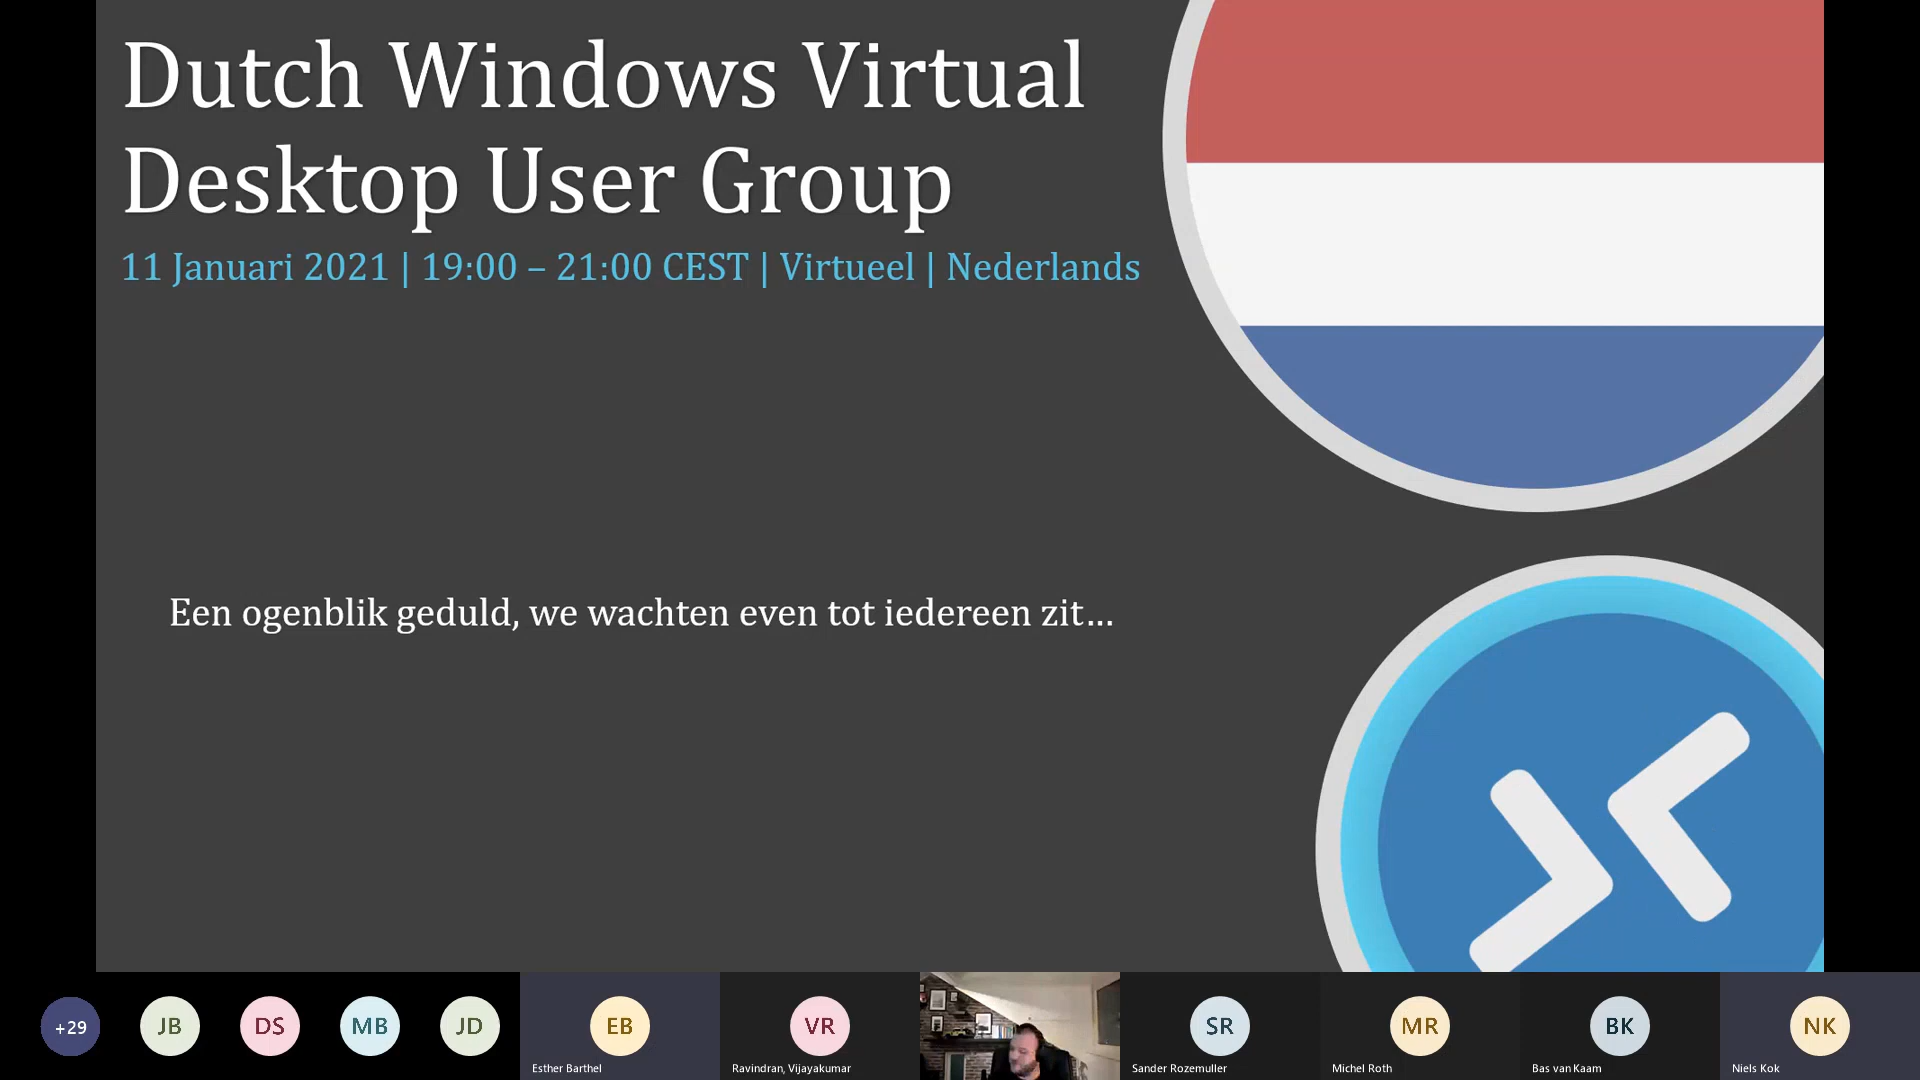 Dutch Windows Virtual
Desktop User Group
11 Januari 2021 | 19:00 – 21:00 CEST | Virtueel | Nederlands
Een ogenblik geduld, we wachten even tot iedereen zit...
+29
JB
DS
MB
JD
EB
Esther Barthel
VR
Ravindran, Vijayakumar
SR
Sander Rozemuller
MR
Michel Roth
BK
Bas van Kaam
NK
Niels Kok